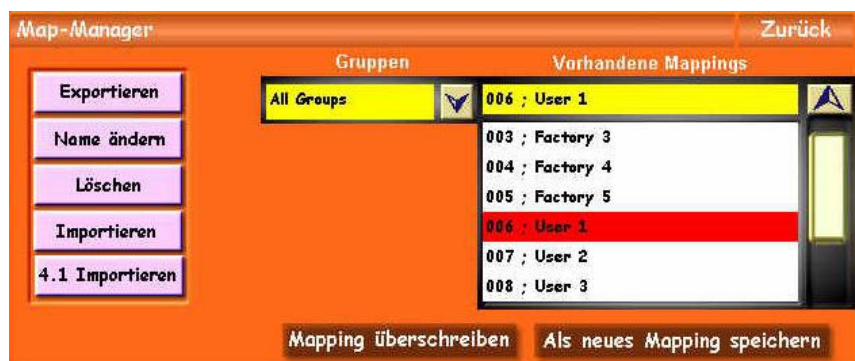 Map-Manager
Zurück
Gruppen
Vorhandene Mappings
Exportieren
Name ändern
Löschen
Importieren
4.1 Importieren
All Groups
006 ; User 1
003 ; Factory 3
004 ; Factory 4
005 ; Factory 5
006 ; User 1
007 ; User 2
008 ; User 3
Mapping überschreiben
Als neues Mapping speichern